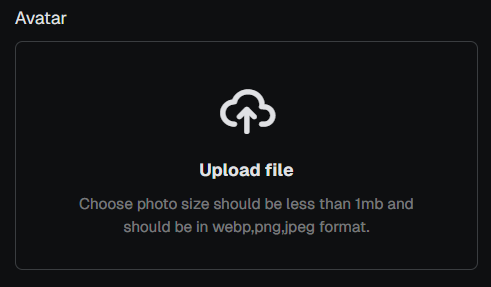 Avatar
Upload file
Choose photo size should be less than 1mb and
should be in webp,png,jpeg format.